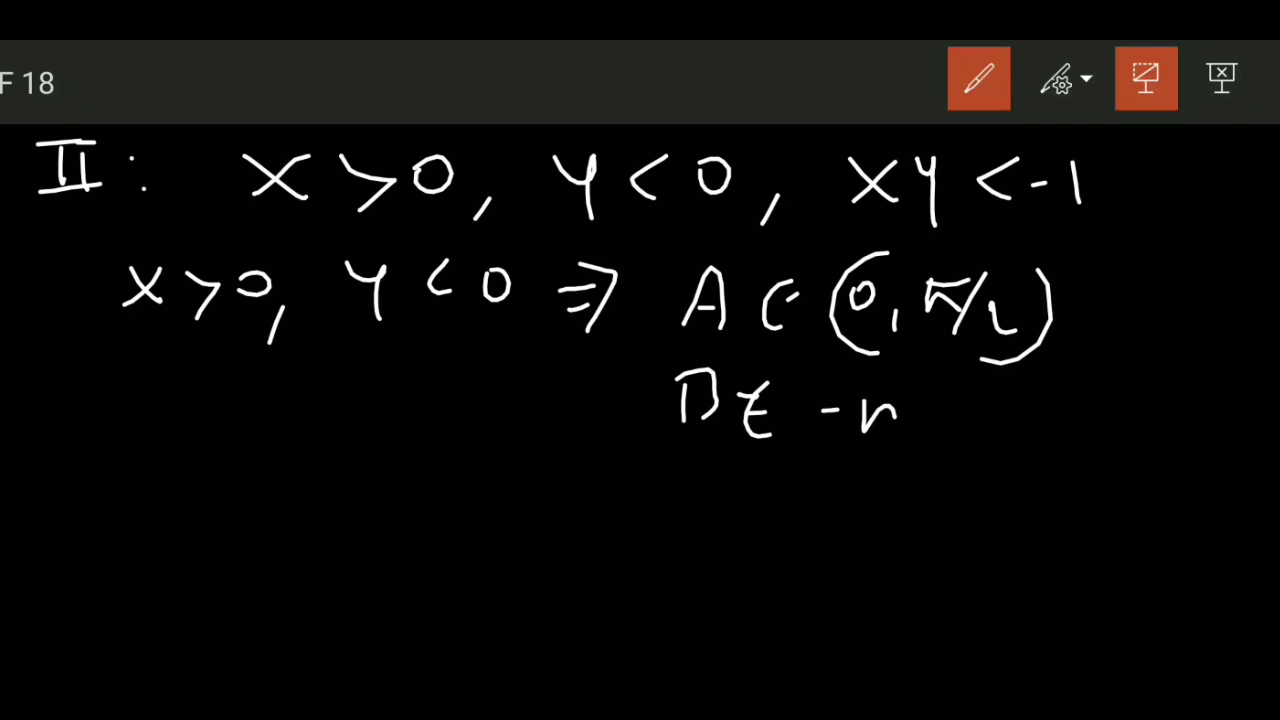 F 18
II : x > 0, y < 0, xy < -1
x > 0, y < 0 ⇒ A ∈ (0, π/2)
B ∈ -π